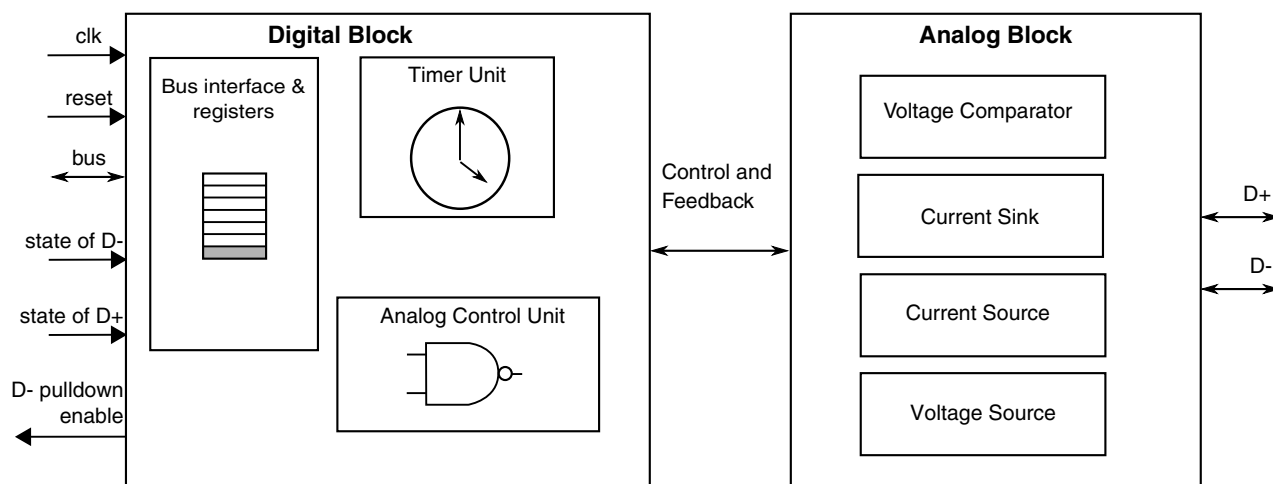 clk
reset
bus
state of D-
state of D+
D- pulldown
enable
Digital Block
Bus interface &
registers
Timer Unit
Analog Control Unit
Control and
Feedback
Analog Block
Voltage Comparator
Current Sink
Current Source
Voltage Source
D+
D-